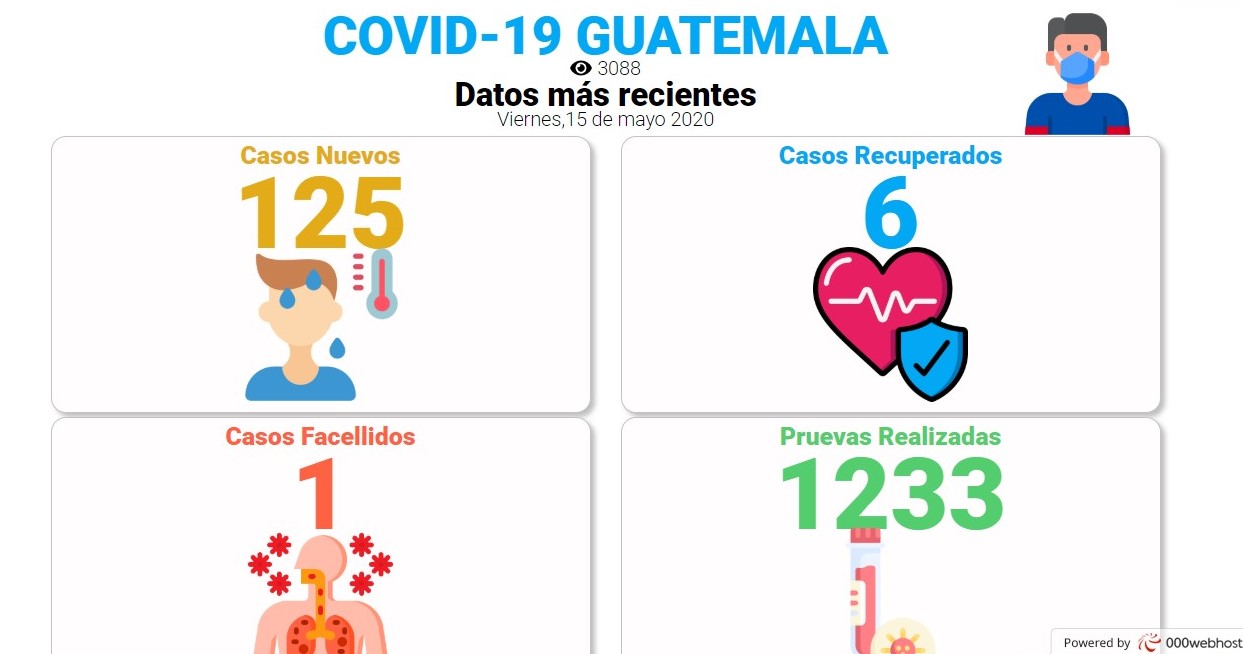 COVID-19 GUATEMALA
3088
Datos más recientes
Viernes,15 de mayo 2020
Casos Nuevos
125
Casos Recuperados
6
Casos Facellidos
1
Pruevas Realizadas
1233
Powered by 000webhost